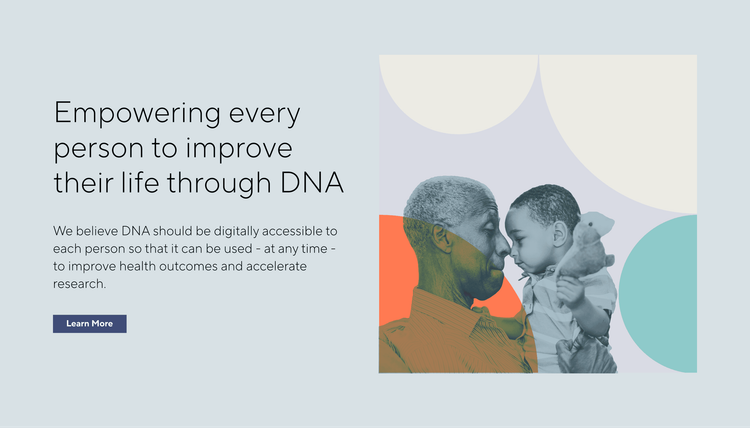 Empowering every
person to improve
their life through DNA
We believe DNA should be digitally accessible to
each person so that it can be used - at any time -
to improve health outcomes and accelerate
research.
Learn More